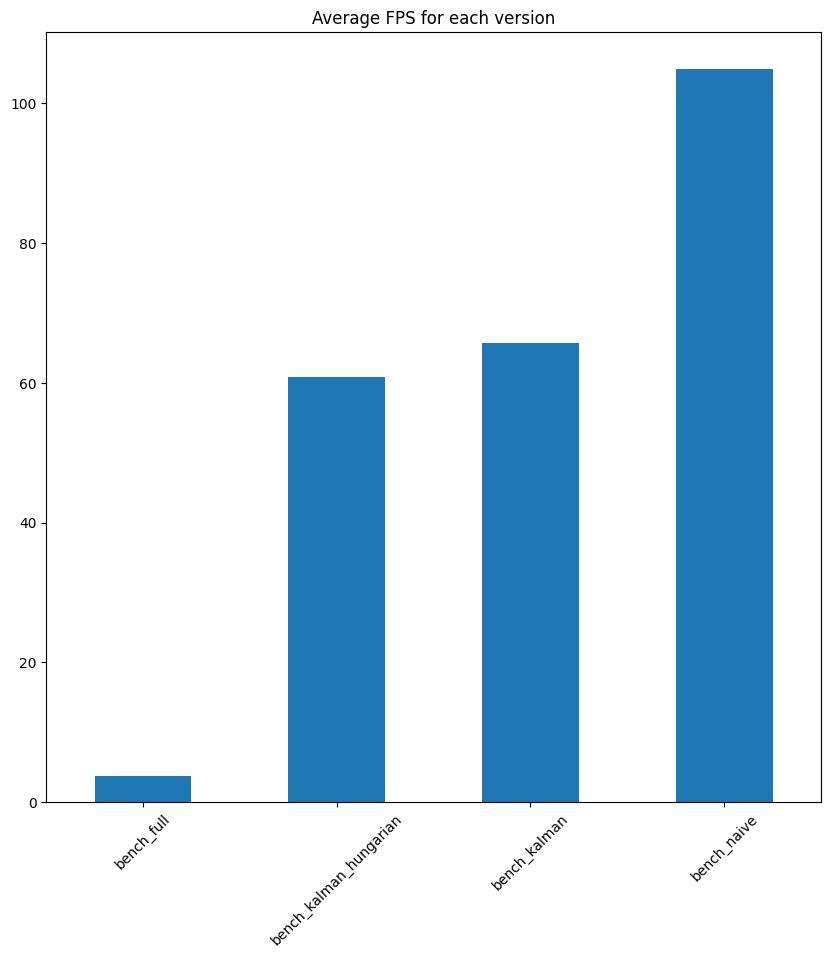 Average FPS for each version
100
80
60
40
20
0
bench_full
bench_kalman_hungarian
bench_kalman
bench_naive